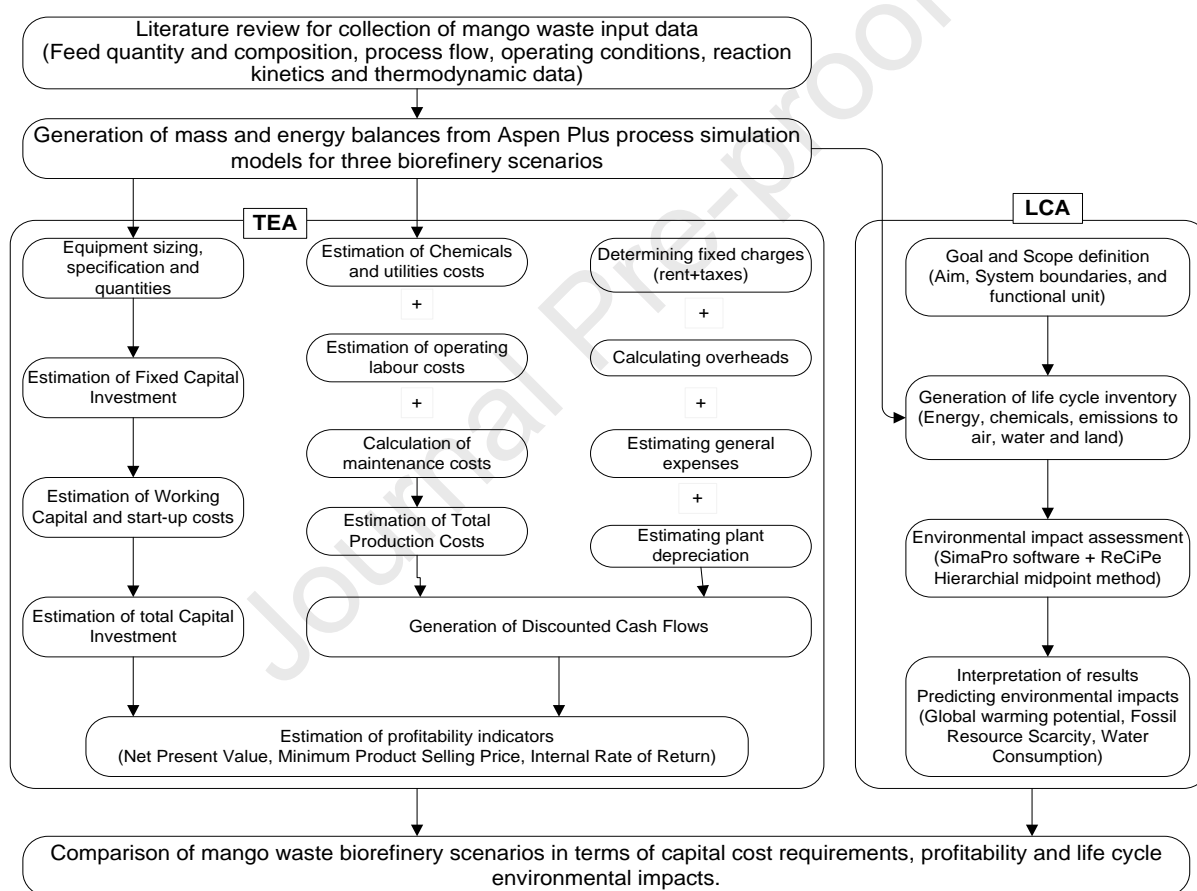 Literature review for collection of mango waste input data
(Feed quantity and composition, process flow, operating conditions, reaction
kinetics and thermodynamic data)
Generation of mass and energy balances from Aspen Plus process simulation
models for three biorefinery scenarios
TEA
Equipment sizing,
specification and
quantities
Estimation of Fixed Capital
Investment
Estimation of Working
Capital and start-up costs
Estimation of total Capital
Investment
Estimation of Chemicals
and utilities costs
+
Estimation of operating
labour costs
+
Calculation of
maintenance costs
Estimation of Total
Production Costs
Determining fixed charges
(rent+taxes)
+
Calculating overheads
+
Estimating general
expenses
+
Estimating plant
depreciation
Generation of Discounted Cash Flows
Estimation of profitability indicators
(Net Present Value, Minimum Product Selling Price, Internal Rate of Return)
LCA
Goal and Scope definition
(Aim, System boundaries, and
functional unit)
Generation of life cycle inventory
(Energy, chemicals, emissions to
air, water and land)
Environmental impact assessment
(SimaPro software + ReCiPe
Hierarchial midpoint method)
Interpretation of results
Predicting environmental impacts
(Global warming potential, Fossil
Resource Scarcity, Water
Consumption)
Comparison of mango waste biorefinery scenarios in terms of capital cost requirements, profitability and life cycle
environmental impacts.
Journal Pre-proof